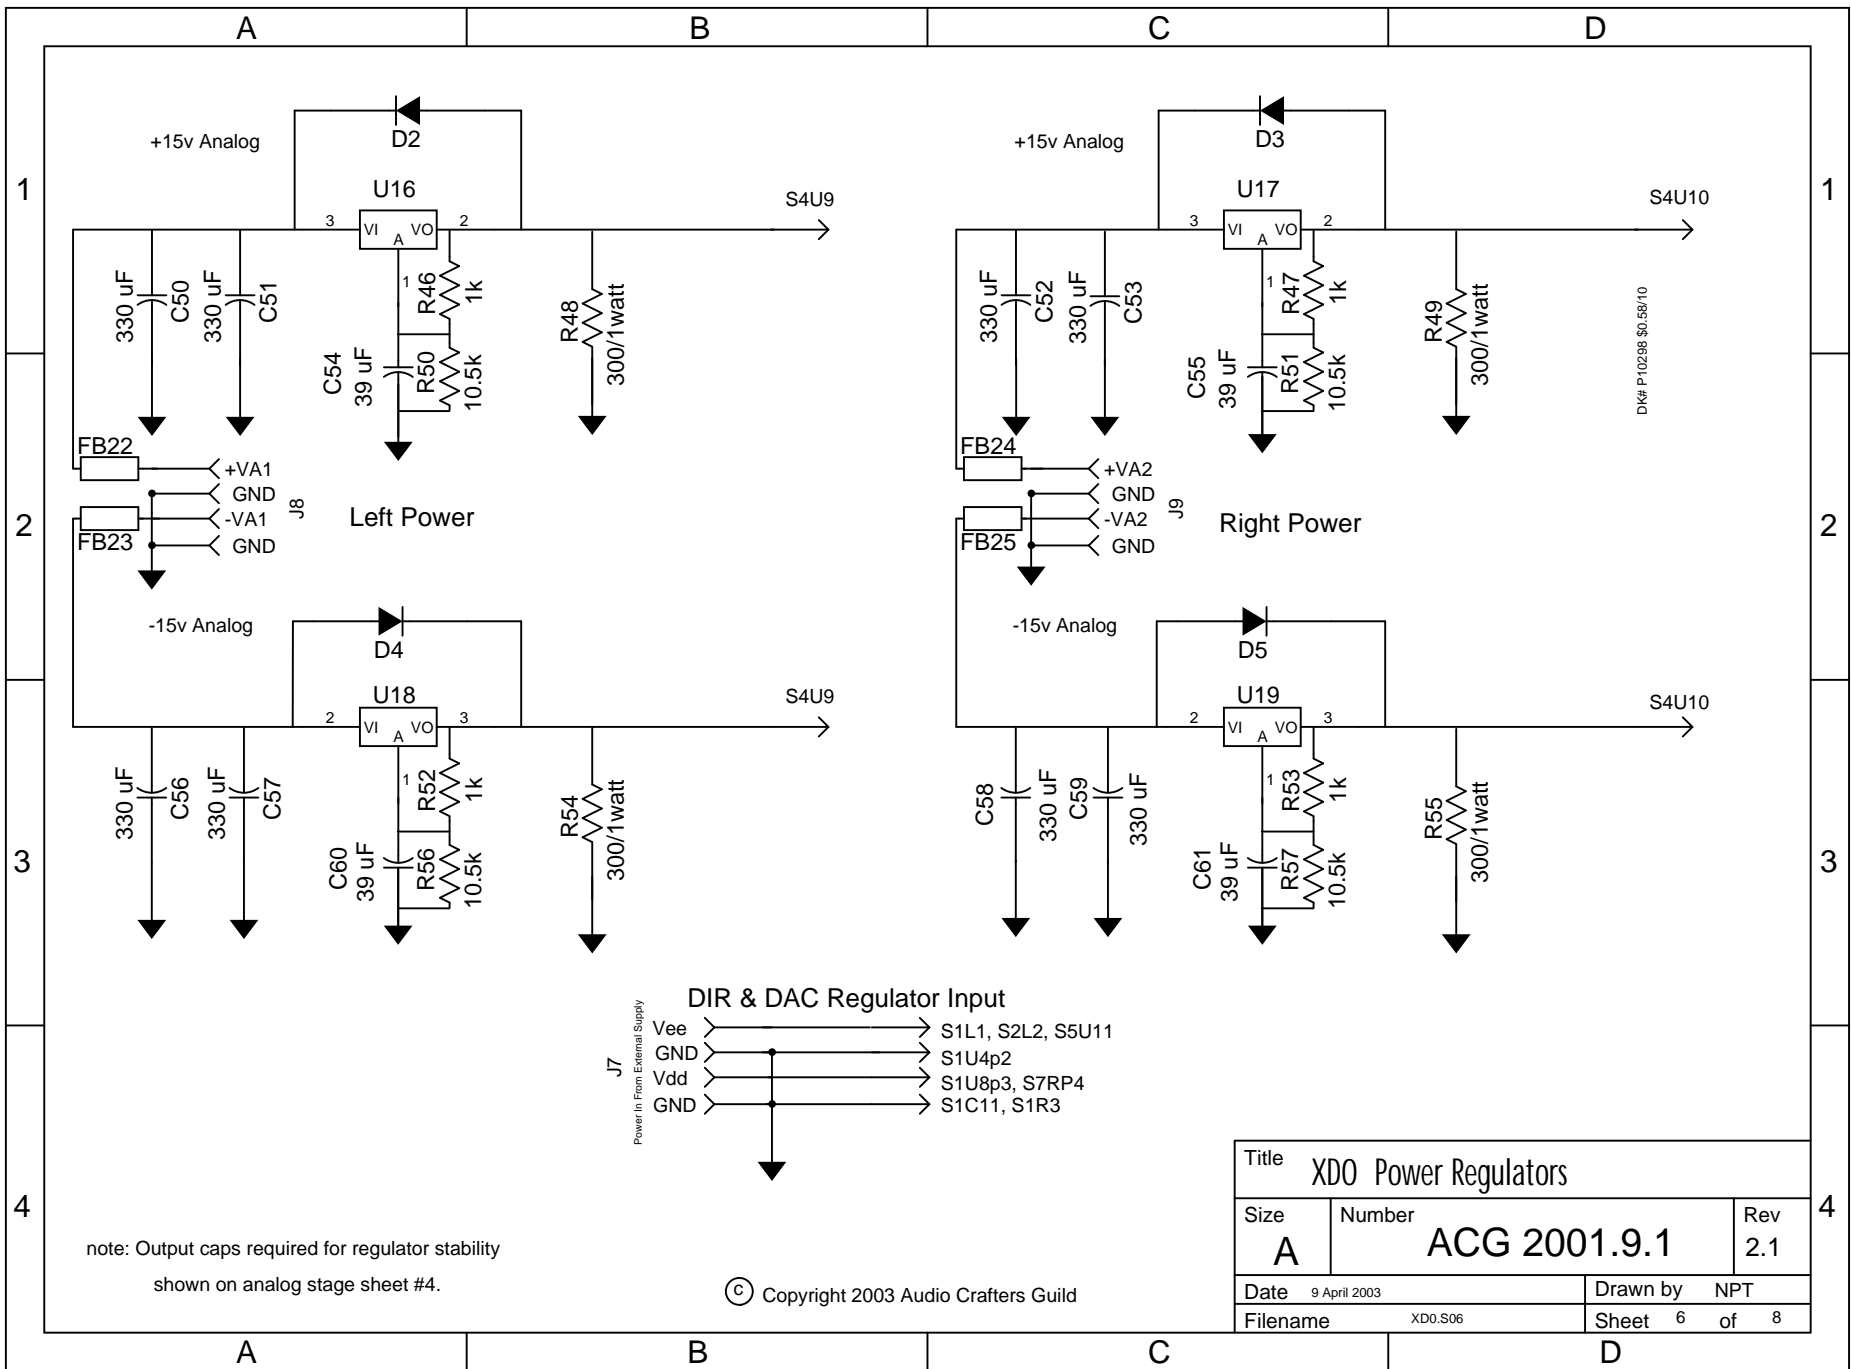 A B C D
1 1
2 2
3 3
4 4
+15v Analog
D2
U16
3 VI VO 2
A
1
S4U9
330 uF
C50
330 uF
C51
R46
1k
C54
39 uF
R50
10.5k
R48
300/1watt
FB22
+VA1
GND
-VA1
GND
FB23
J8
Left Power
-15v Analog
D4
U18
2 VI VO 3
A
1
S4U9
330 uF
C56
330 uF
C57
R52
1k
C60
39 uF
R56
10.5k
R54
300/1watt
+15v Analog
D3
U17
3 VI VO 2
A
1
S4U10
330 uF
C52
330 uF
C53
R47
1k
C55
39 uF
R51
10.5k
R49
300/1watt
DK# P10298 $0.58/10
FB24
+VA2
GND
-VA2
GND
FB25
J9
Right Power
-15v Analog
D5
U19
2 VI VO 3
A
1
S4U10
C58
330 uF
C59
330 uF
R53
1k
C61
39 uF
R57
10.5k
R55
300/1watt
DIR & DAC Regulator Input
J7
Power In From External Supply
Vee S1L1, S2L2, S5U11
GND S1U4p2
Vdd S1U8p3, S7RP4
GND S1C11, S1R3
note: Output caps required for regulator stability
shown on analog stage sheet #4.
© Copyright 2003 Audio Crafters Guild
Title XDO Power Regulators
Size A
Number ACG 2001.9.1
Rev 2.1
Date 9 April 2003
Drawn by NPT
Filename XD0.S06
Sheet 6 of 8
A B C D